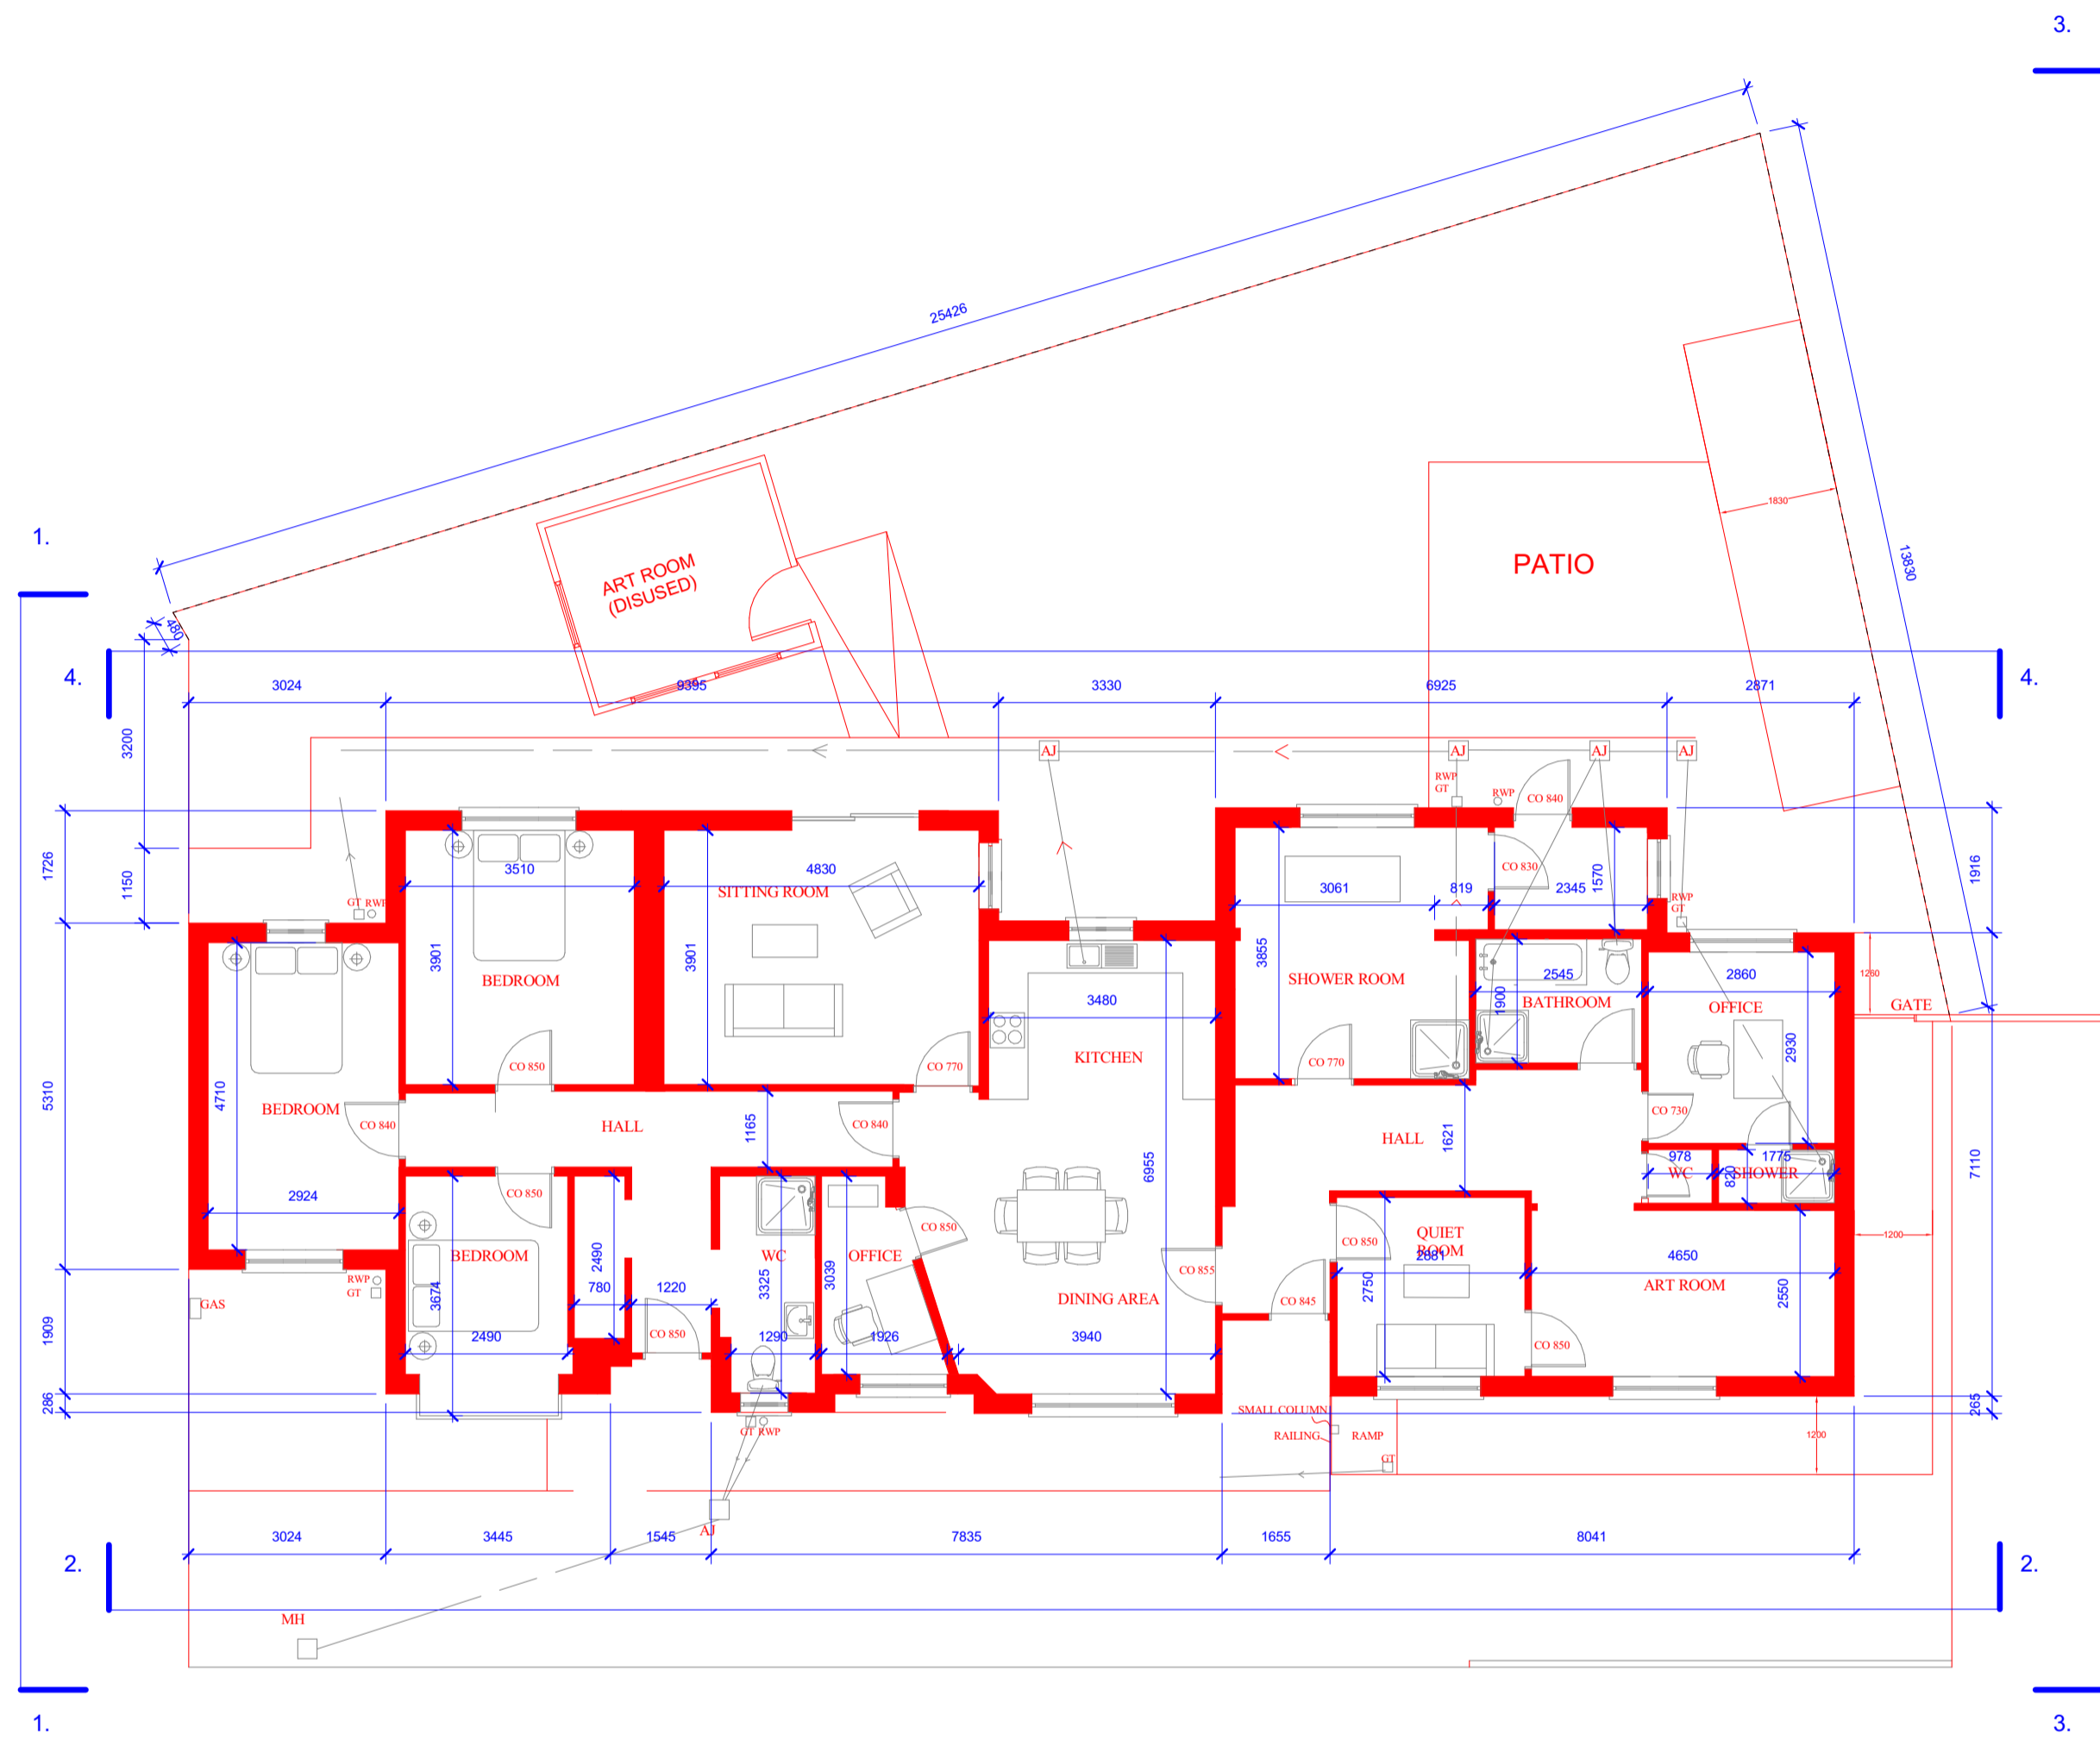 3.
25426
1.
ART ROOM
(DISUSED)
PATIO
1830
13830
480
4.
4.
3024
9395
3330
6925
2871
3200
AJ
AJ
AJ
AJ
RWP
GT
RWP
CO 840
1726
1150
GT RWP
3510
4830
SITTING ROOM
3901
3901
BEDROOM
3061
819
CO 830
2345
1570
RWP
GT
1916
3855
SHOWER ROOM
2545
1900
BATHROOM
2860
OFFICE
2930
1260
GATE
3480
KITCHEN
5310
4710
BEDROOM
CO 840
CO 850
CO 770
CO 770
HALL
1165
CO 840
HALL
1621
CO 730
978
WC
820
1775
SHOWER
7110
2924
CO 850
6955
CO 850
QUIET
ROOM
2881
CO 850
4650
ART ROOM
1200
BEDROOM
3674
2490
2490
780
1220
WC
3325
OFFICE
3039
CO 855
CO 845
2750
2550
RWP
GT
GAS
1909
DINING AREA
CO 850
1290
1926
3940
CO 850
286
265
SMALL COLUMN
RAILING
RAMP
GT
1200
GT RWP
AJ
3024
3445
1545
7835
1655
8041
2.
2.
MH
1.
3.